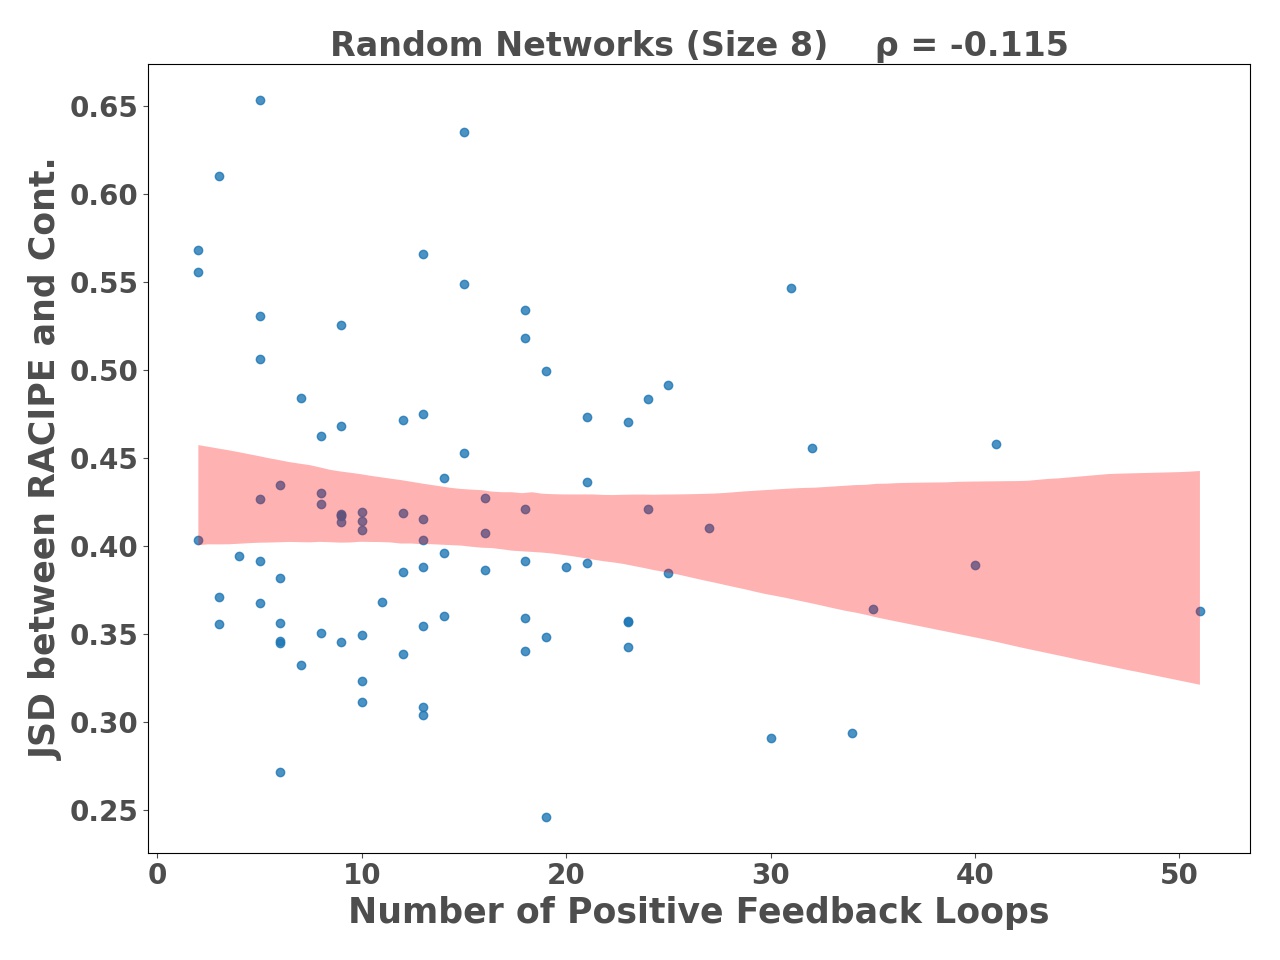 Random Networks (Size 8)    ρ = -0.115
JSD between RACIPE and Cont.
0.65
0.60
0.55
0.50
0.45
0.40
0.35
0.30
0.25
0 10 20 30 40 50
Number of Positive Feedback Loops